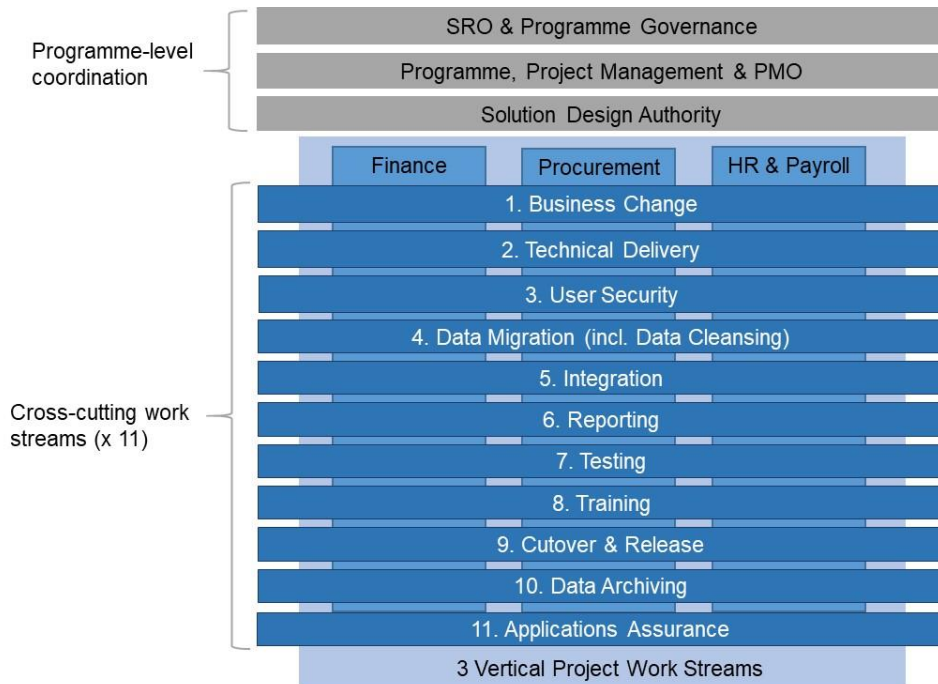 SRO & Programme Governance
Programme-level
coordination
Programme, Project Management & PMO
Solution Design Authority
Finance
Procurement
HR & Payroll
1. Business Change
2. Technical Delivery
3. User Security
4. Data Migration (incl. Data Cleansing)
5. Integration
Cross-cutting work
streams (x 11)
6. Reporting
7. Testing
8. Training
9. Cutover & Release
10. Data Archiving
11. Applications Assurance
3 Vertical Project Work Streams